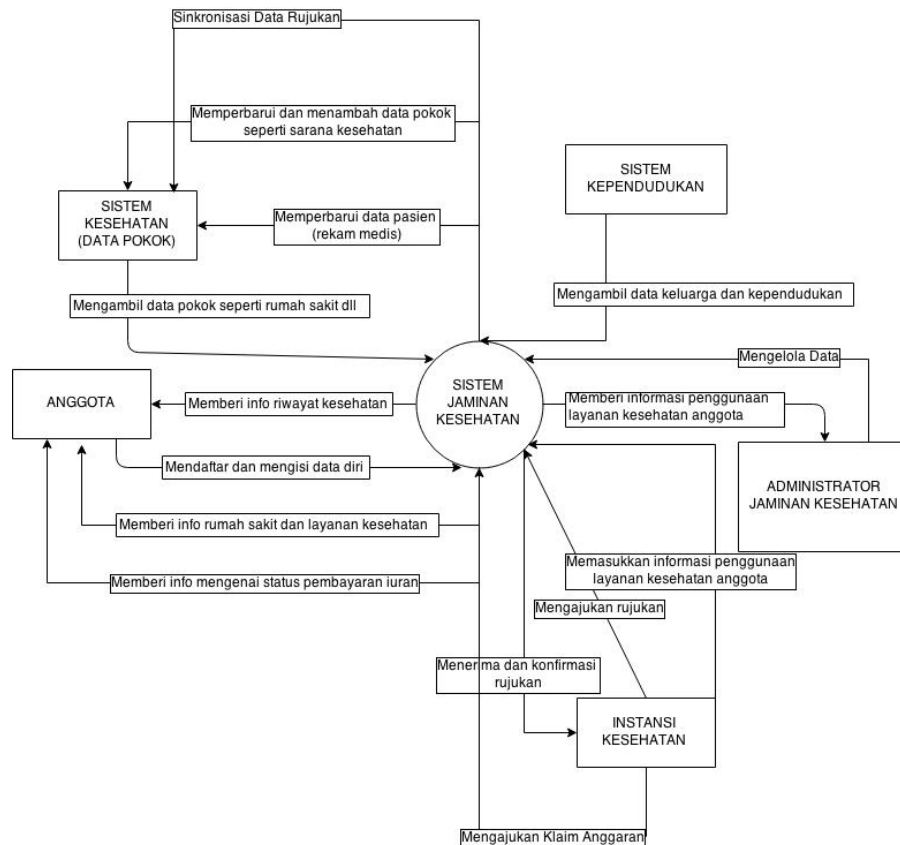 Sinkronisasi Data Rujukan
Memperbarui dan menambah data pokok
seperti sarana kesehatan
SISTEM
KEPENDUDUKAN
SISTEM
KESEHATAN
(DATA POKOK)
Memperbarui data pasien
(rekam medis)
Mengambil data pokok seperti rumah sakit dll
Mengambil data keluarga dan kependudukan
Mengelola Data
ANGGOTA
Memberi info riwayat kesehatan
SISTEM
JAMINAN
KESEHATAN
Memberi informasi penggunaan
layanan kesehatan anggota
Mendaftar dan mengisi data diri
ADMINISTRATOR
JAMINAN KESEHATAN
Memberi info rumah sakit dan layanan kesehatan
Memasukkan informasi penggunaan
layanan kesehatan anggota
Memberi info mengenai status pembayaran iuran
Mengajukan rujukan
Menerima dan konfirmasi
rujukan
INSTANSI
KESEHATAN
Mengajukan Klaim Anggaran